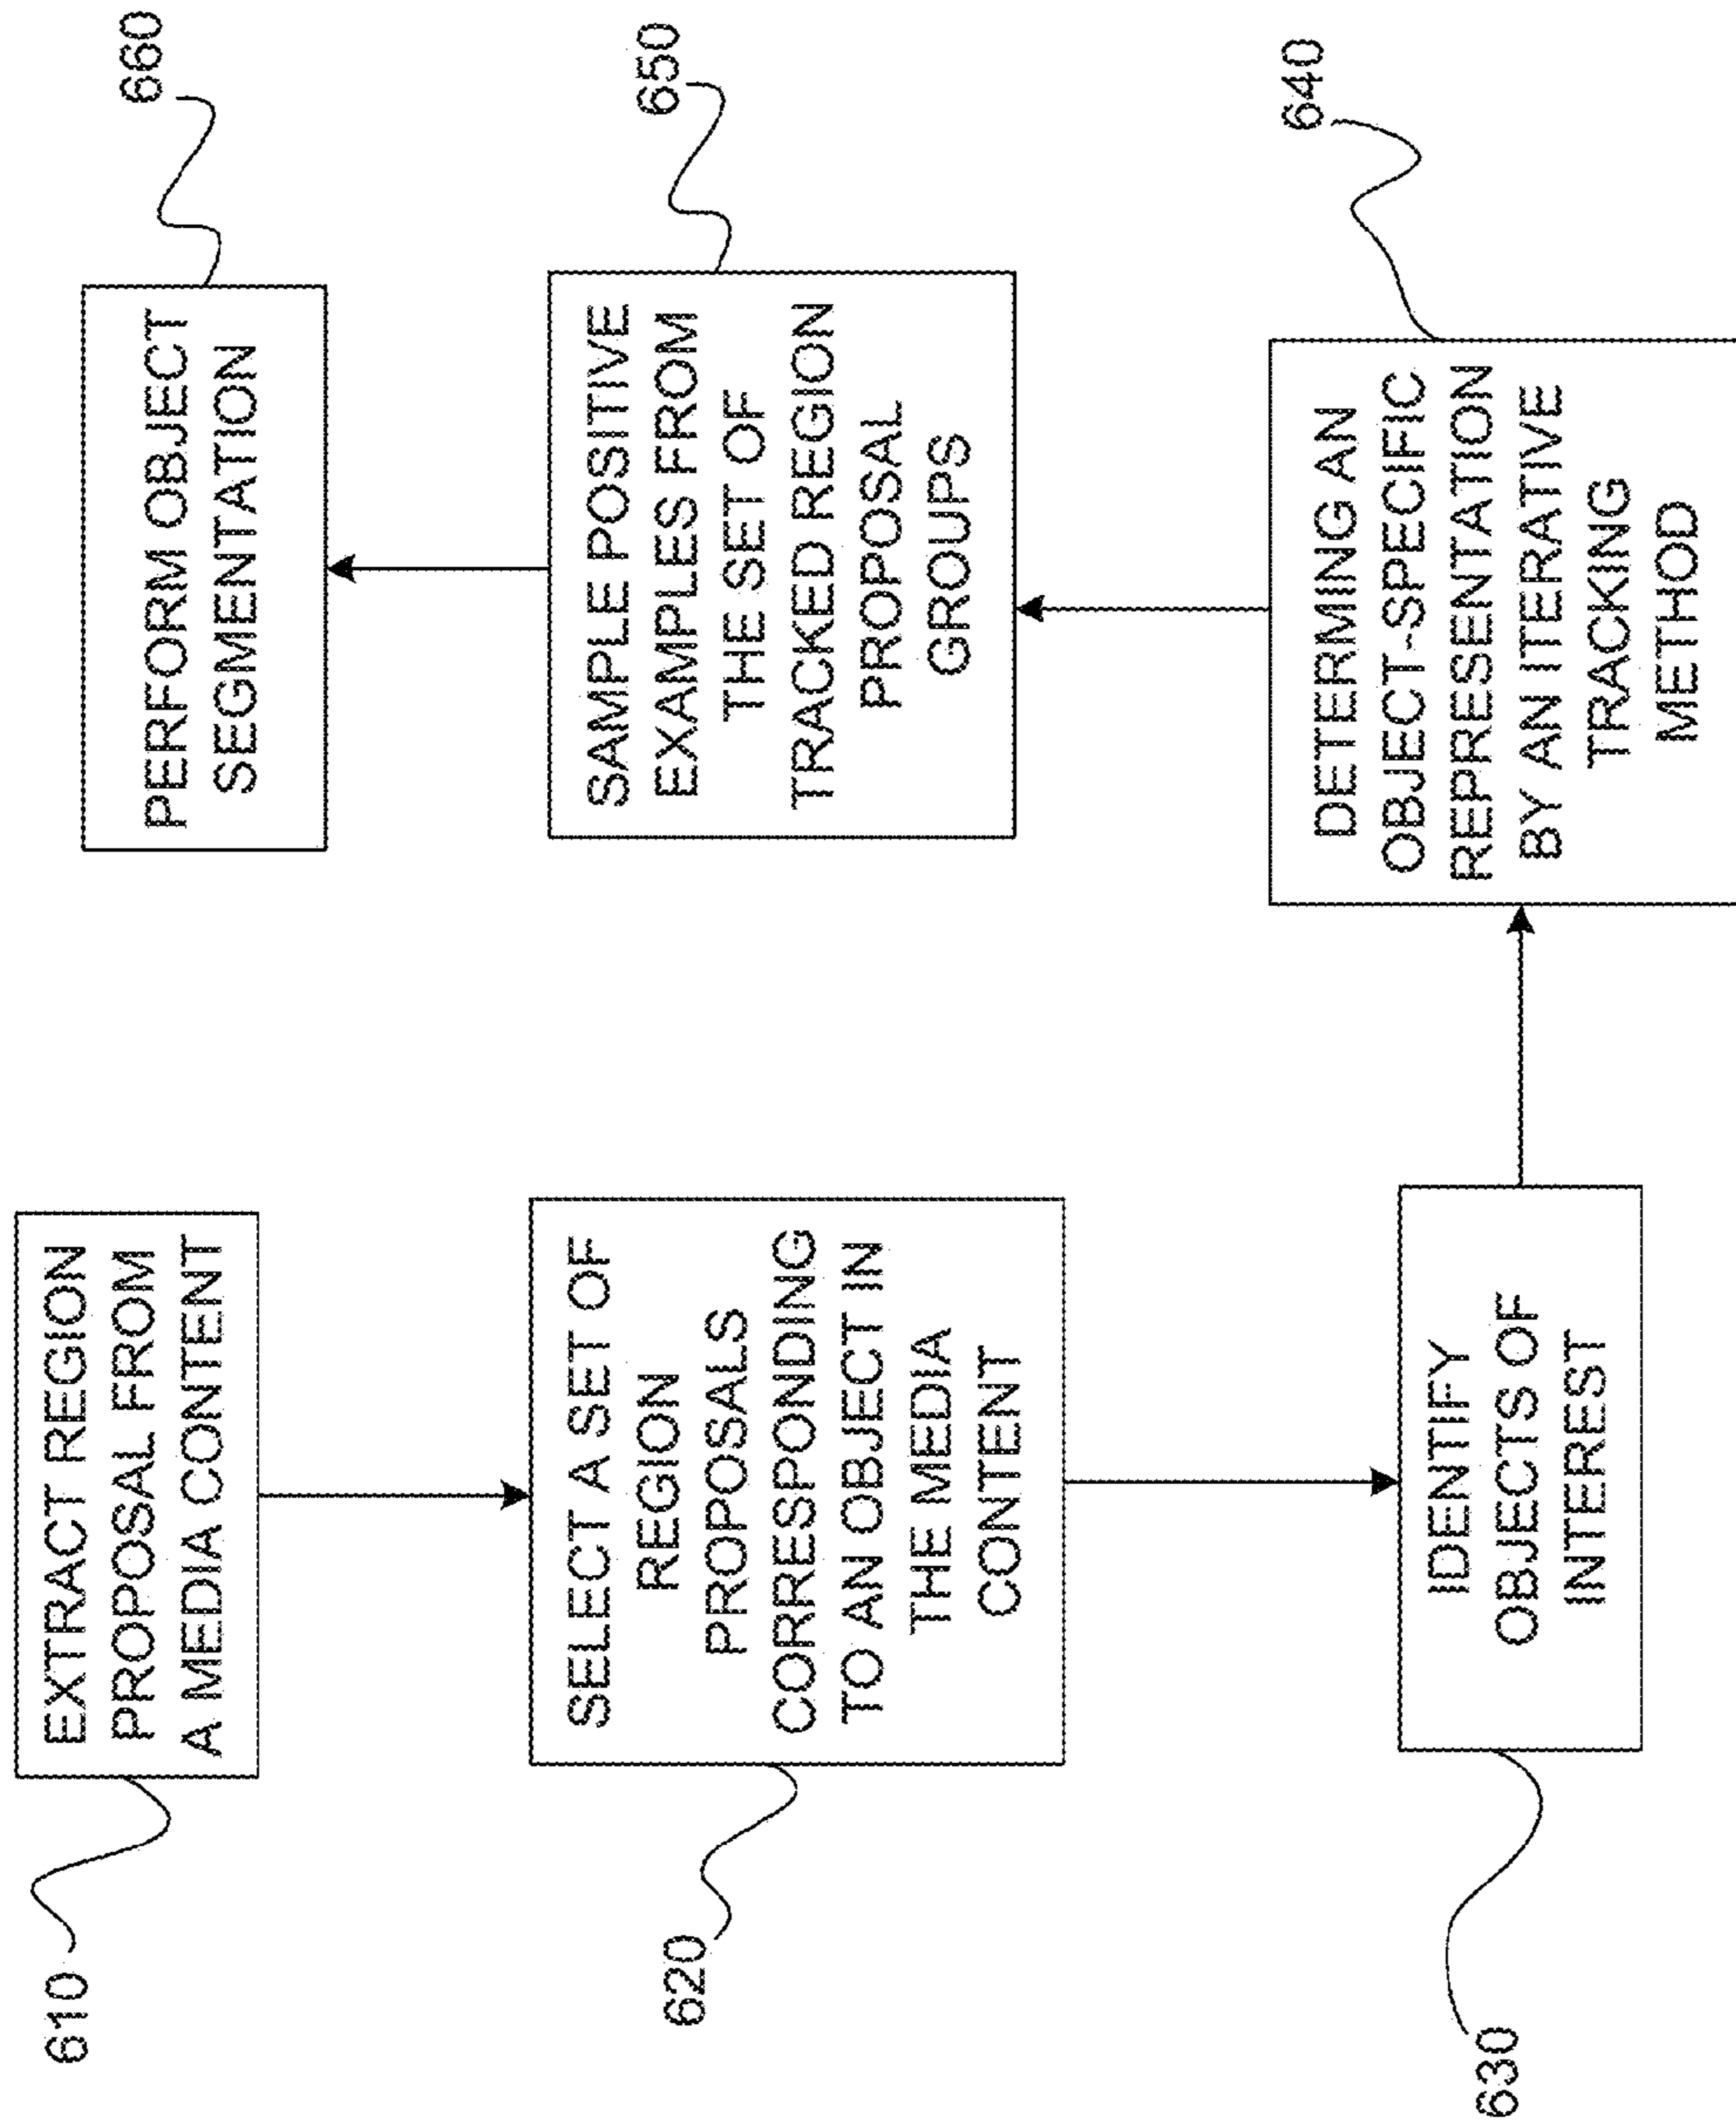 610
EXTRACT REGION
PROPOSAL FROM
A MEDIA CONTENT
620
SELECT A SET OF
REGION
PROPOSALS
CORRESPONDING
TO AN OBJECT IN
THE MEDIA
CONTENT
630
IDENTIFY
OBJECTS OF
INTEREST
640
DETERMING AN
OBJECT-SPECIFIC
REPRESENTATION
BY AN ITERATIVE
TRACKING
METHOD
650
SAMPLE POSITIVE
EXAMPLES FROM
THE SET OF
TRACKED REGION
PROPOSAL
GROUPS
660
PERFORM OBJECT
SEGMENTATION